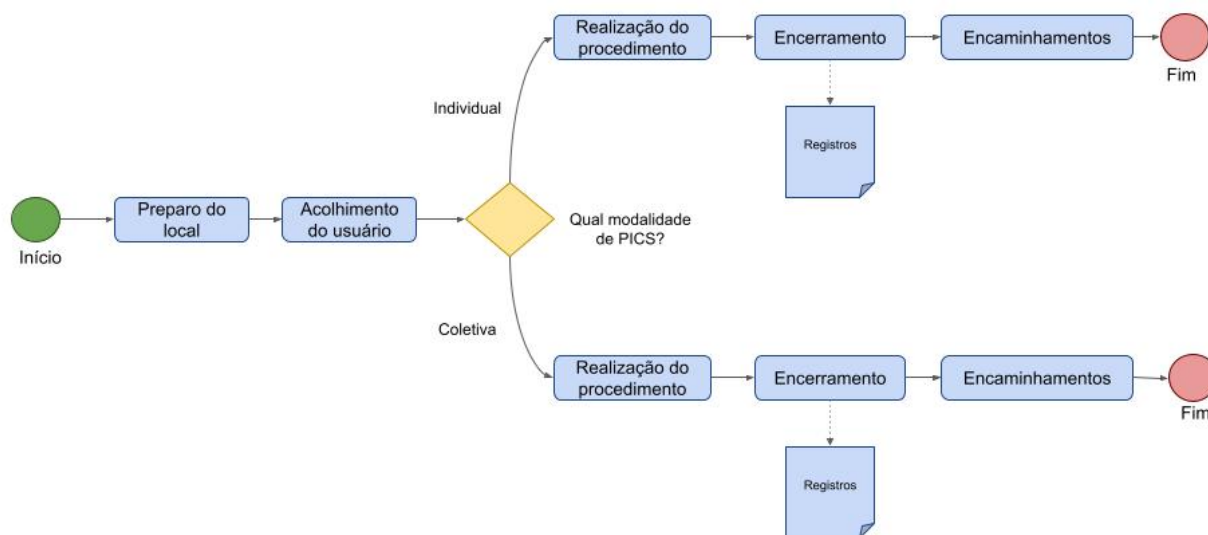 Início
Preparo do
local
Acolhimento
do usuário
Qual modalidade
de PICS?
Individual
Realização do
procedimento
Encerramento
Registros
Encaminhamentos
Fim
Coletiva
Realização do
procedimento
Encerramento
Registros
Encaminhamentos
Fim